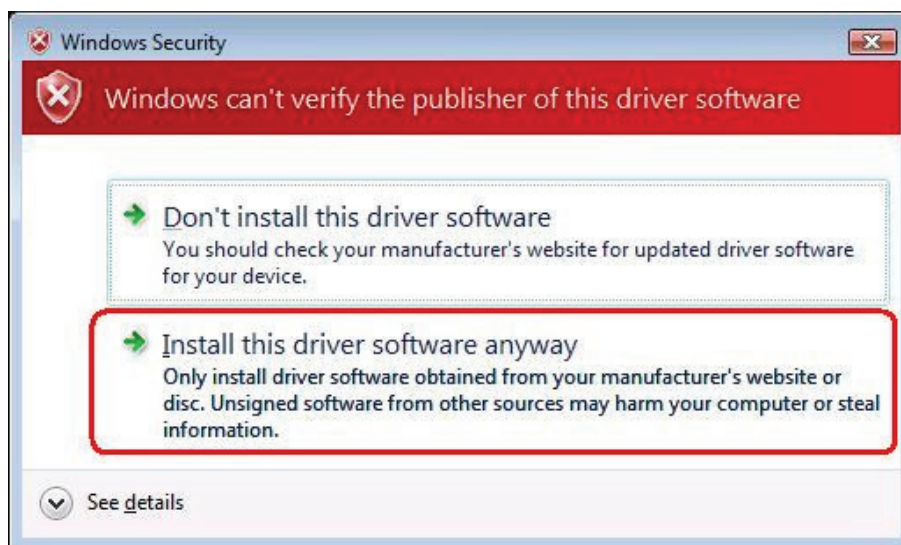 Windows Security
Windows can't verify the publisher of this driver software
Don't install this driver software
You should check your manufacturer's website for updated driver software
for your device.
Install this driver software anyway
Only install driver software obtained from your manufacturer's website or
disc. Unsigned software from other sources may harm your computer or steal
information.
See details